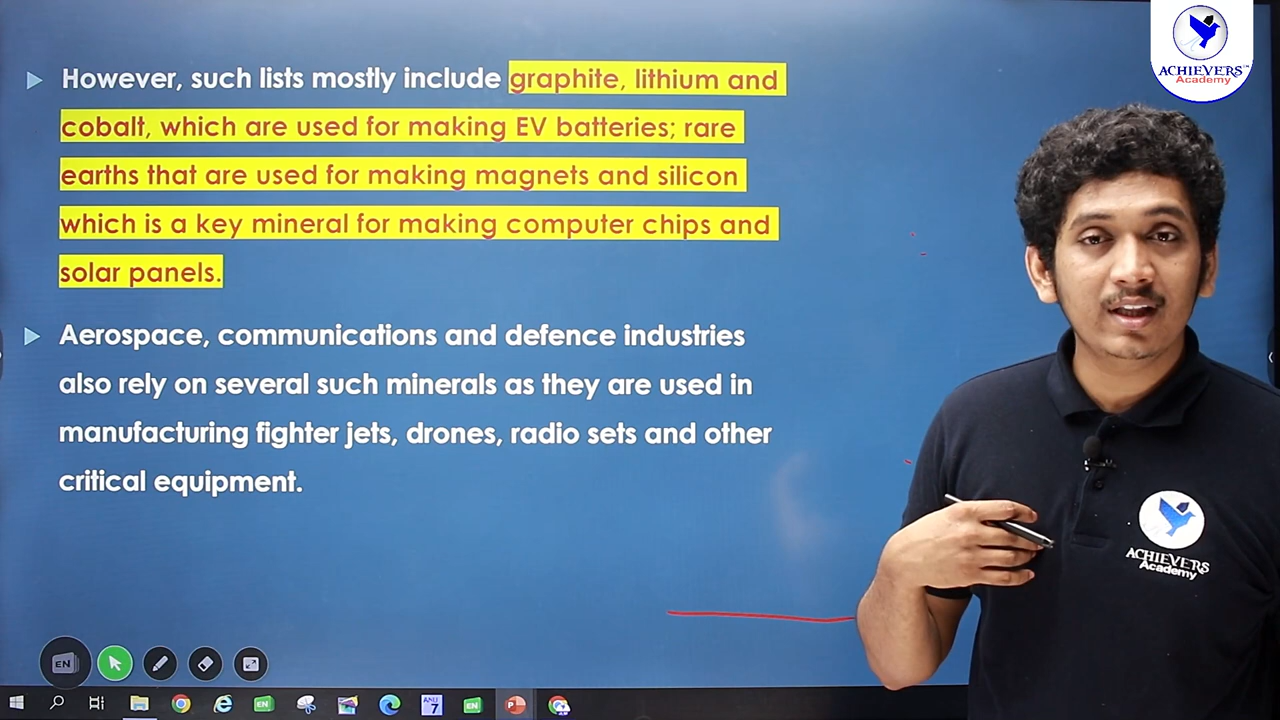 ACHIEVERS
Academy
However, such lists mostly include graphite, lithium and
cobalt, which are used for making EV batteries; rare
earths that are used for making magnets and silicon
which is a key mineral for making computer chips and
solar panels.
Aerospace, communications and defence industries
also rely on several such minerals as they are used in
manufacturing fighter jets, drones, radio sets and other
critical equipment.
ACHIEVERS
Academy
EN